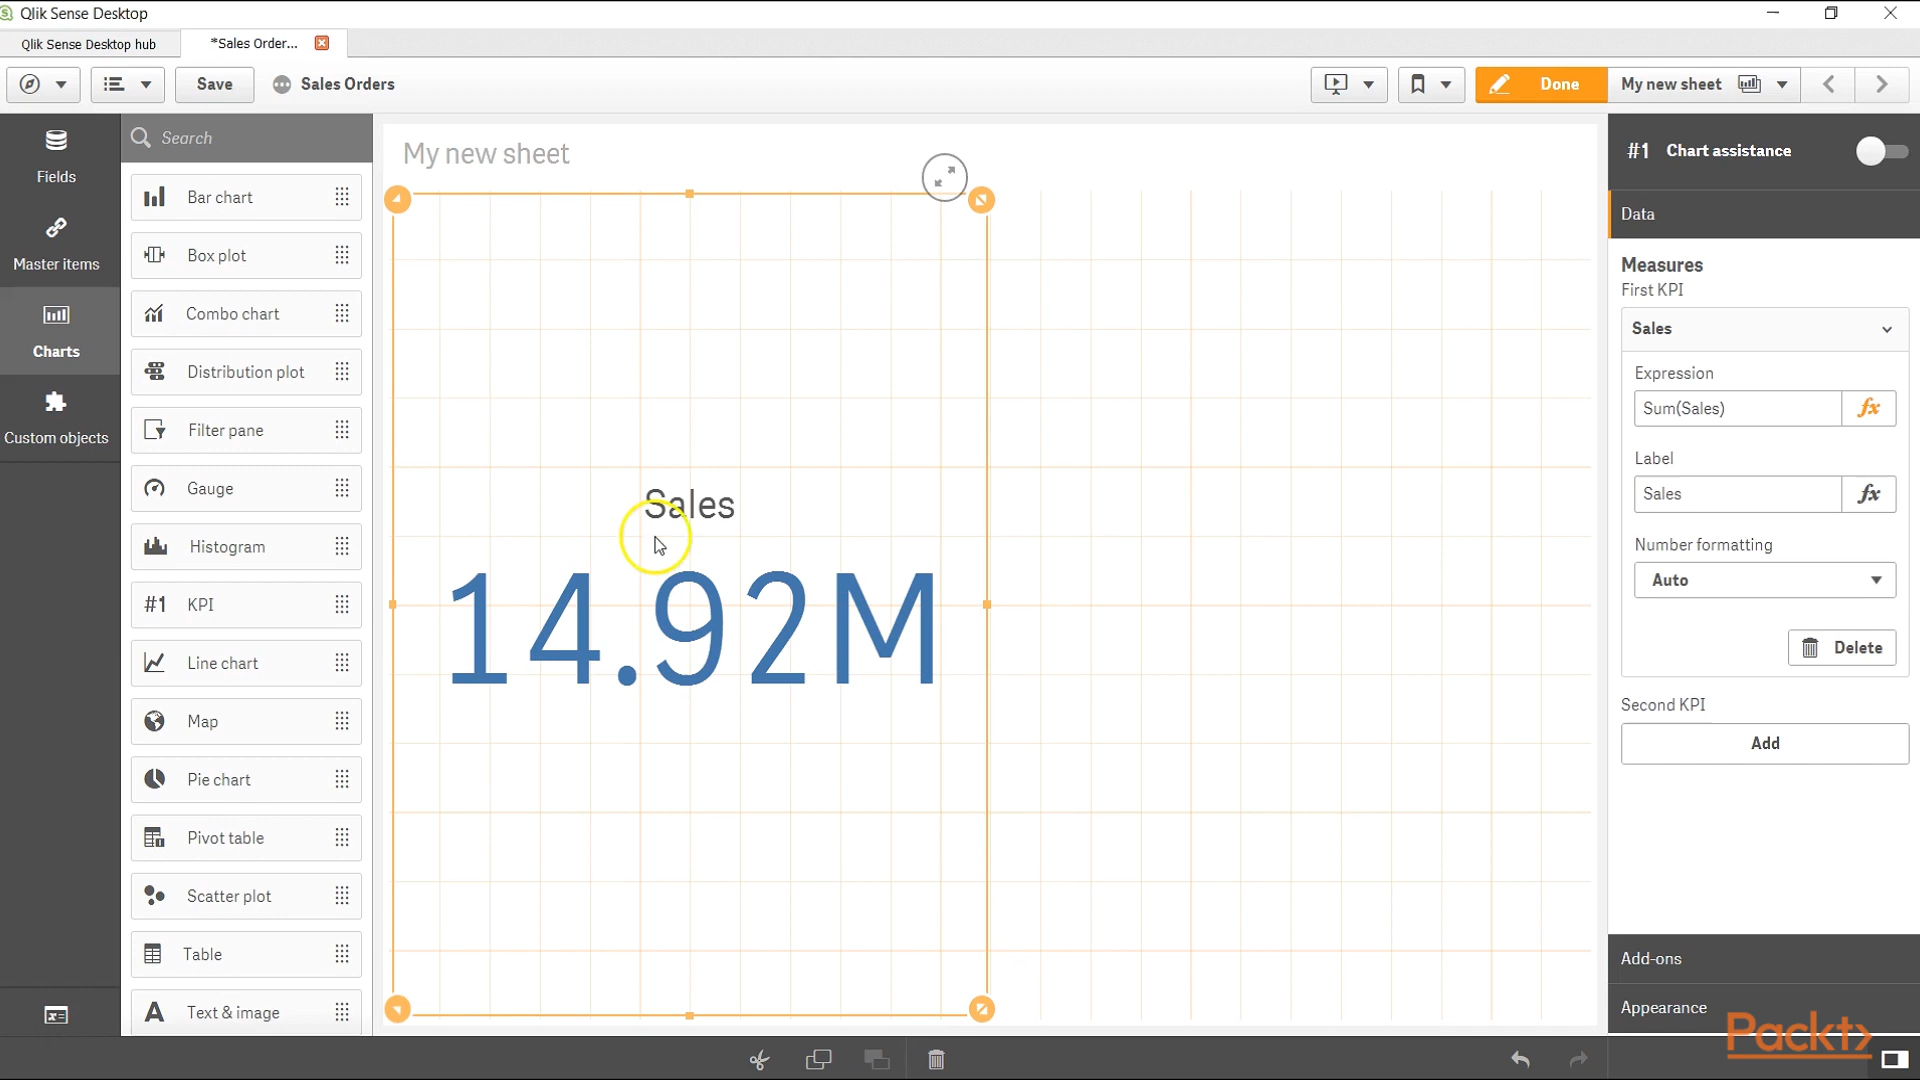 Qlik Sense Desktop
Qlik Sense Desktop hub
*Sales Order...
Save
Sales Orders
Done
My new sheet
Fields
Master items
Charts
Custom objects
Search
Bar chart
Box plot
Combo chart
Distribution plot
Filter pane
Gauge
Histogram
#1 KPI
Line chart
Map
Pie chart
Pivot table
Scatter plot
Table
A Text & image
My new sheet
Sales
14.92M
#1 Chart assistance
Data
Measures
First KPI
Sales
Expression
Sum(Sales) fx
Label
Sales fx
Number formatting
Auto
Delete
Second KPI
Add
Add-ons
Appearance
Packt>